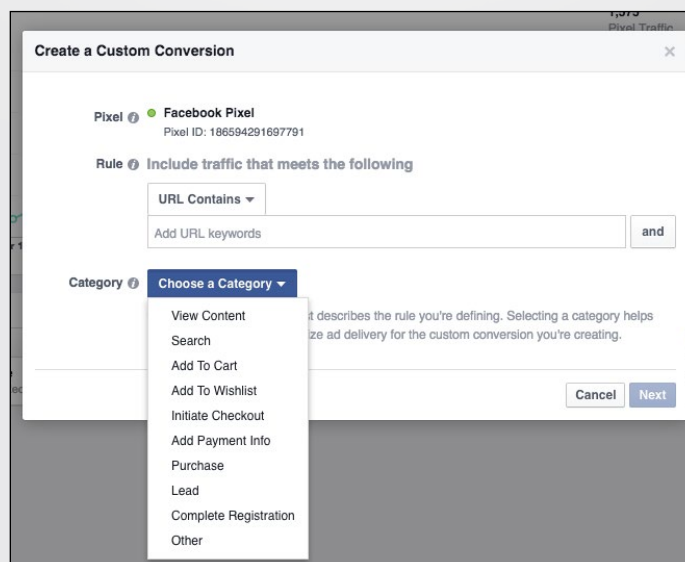 1,575
Pixel Traffic
Create a Custom Conversion ×
Pixel i Facebook Pixel
Pixel ID: 186594291697791
Rule i Include traffic that meets the following
URL Contains
Add URL keywords and
Category i Choose a Category
View Content
describes the rule you're defining. Selecting a category helps
Search
ad delivery for the custom conversion you're creating.
Add To Cart
Add To Wishlist
Initiate Checkout
Cancel Next
Add Payment Info
Purchase
Lead
Complete Registration
Other